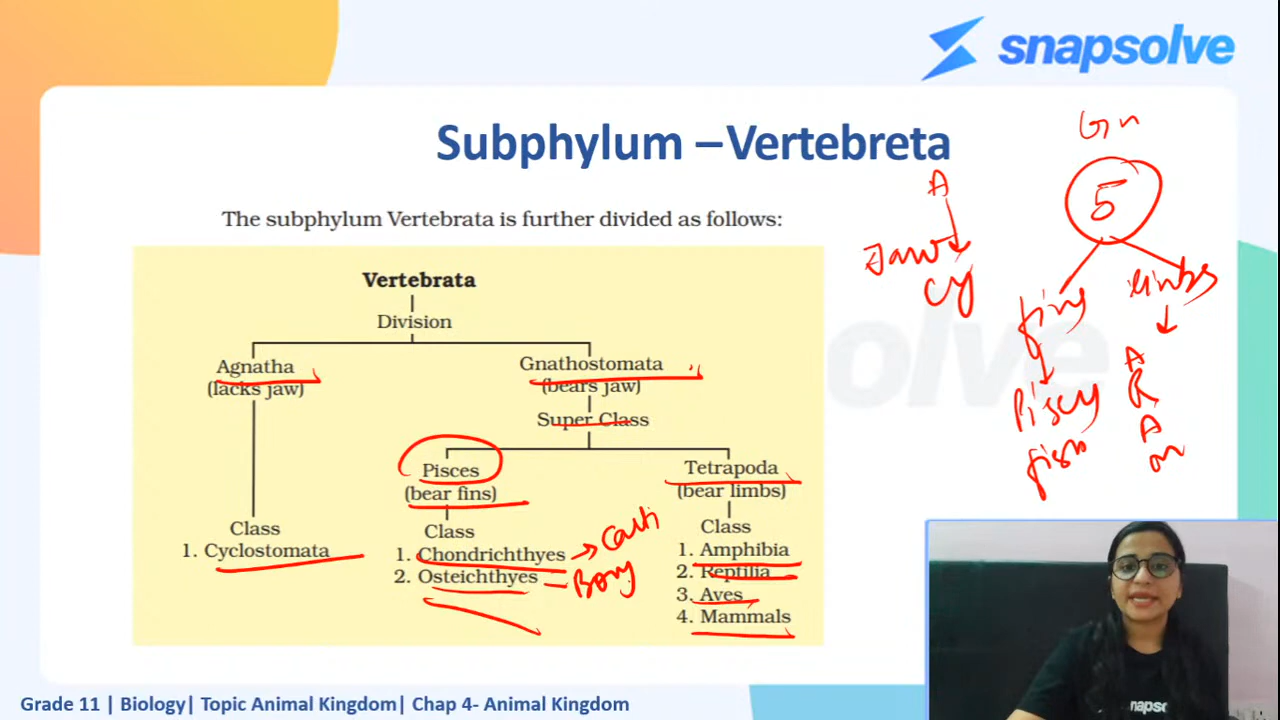 snapsolve
Subphylum –Vertebreta
The subphylum Vertebrata is further divided as follows:
Vertebrata
Division
Agnatha
(lacks jaw)
Gnathostomata
(bears jaw)
Super Class
Pisces
(bear fins)
Tetrapoda
(bear limbs)
Class
1. Cyclostomata
Class
1. Chondrichthyes
2. Osteichthyes
Class
1. Amphibia
2. Reptilia
3. Aves
4. Mammals
Gn
5
A
Jaw
Cy
fins
limbs
fish
A
R
A
Bony
Grade 11 | Biology| Topic Animal Kingdom| Chap 4- Animal Kingdom